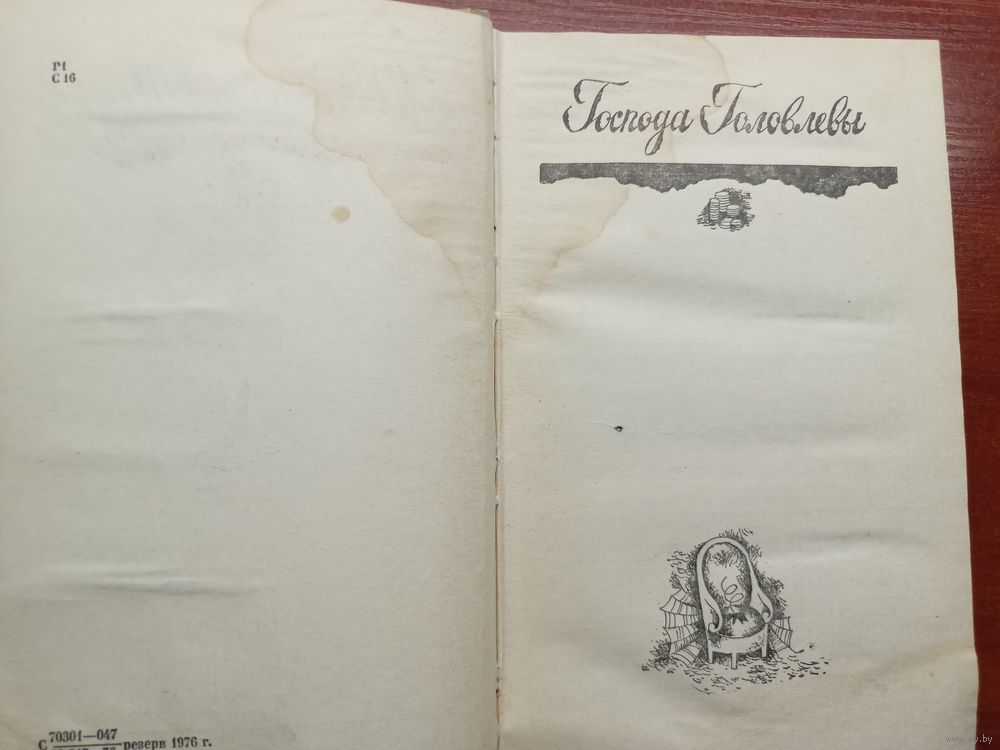 Р1
С 16
С 70301—047
резерв 1976 г.
Господа Головлевы